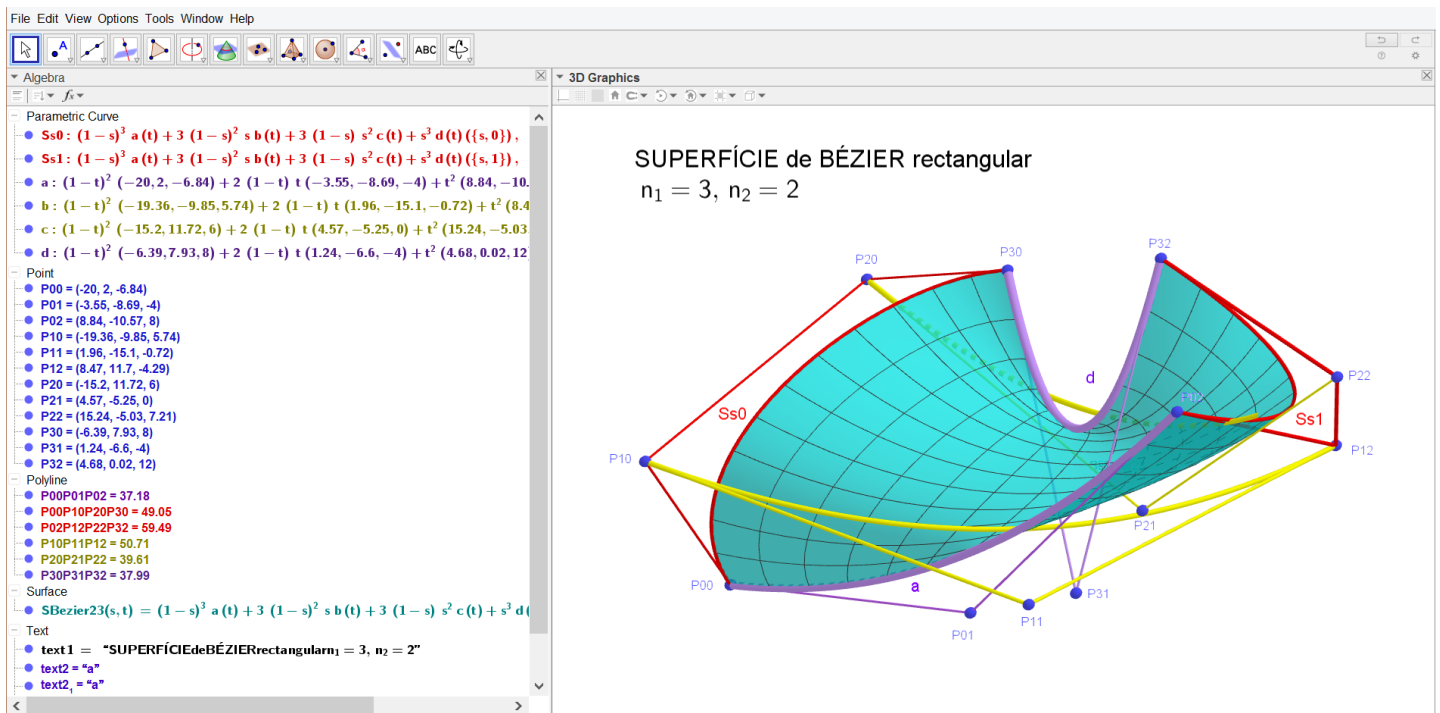 File Edit View Options Tools Window Help
ABC
Algebra
3D Graphics
fx
Parametric Curve
Ss0 : (1−s)³ a(t) + 3 (1−s)² s b(t) + 3 (1−s) s² c(t) + s³ d(t) ({s, 0}) ,
Ss1 : (1−s)³ a(t) + 3 (1−s)² s b(t) + 3 (1−s) s² c(t) + s³ d(t) ({s, 1}) ,
a : (1−t)² (−20, 2, −6.84) + 2 (1−t) t (−3.55, −8.69, −4) + t² (8.84, −10.
b : (1−t)² (−19.36, −9.85, 5.74) + 2 (1−t) t (1.96, −15.1, −0.72) + t² (8.4
c : (1−t)² (−15.2, 11.72, 6) + 2 (1−t) t (4.57, −5.25, 0) + t² (15.24, −5.03
d : (1−t)² (−6.39, 7.93, 8) + 2 (1−t) t (1.24, −6.6, −4) + t² (4.68, 0.02, 12
Point
P00 = (-20, 2, -6.84)
P01 = (-3.55, -8.69, -4)
P02 = (8.84, -10.57, 8)
P10 = (-19.36, -9.85, 5.74)
P11 = (1.96, -15.1, -0.72)
P12 = (8.47, 11.7, -4.29)
P20 = (-15.2, 11.72, 6)
P21 = (4.57, -5.25, 0)
P22 = (15.24, -5.03, 7.21)
P30 = (-6.39, 7.93, 8)
P31 = (1.24, -6.6, -4)
P32 = (4.68, 0.02, 12)
Polyline
P00P01P02 = 37.18
P00P10P20P30 = 49.05
P02P12P22P32 = 59.49
P10P11P12 = 50.71
P20P21P22 = 39.61
P30P31P32 = 37.99
Surface
SBezier23(s, t) = (1−s)³ a(t) + 3 (1−s)² s b(t) + 3 (1−s) s² c(t) + s³ d(
Text
text1 = “SUPERFÍCIEdeBÉZIERrectangularn₁ = 3, n₂ = 2”
text2 = “a”
text2₁ = “a”
SUPERFÍCIE de BÉZIER rectangular
n₁ = 3, n₂ = 2
P32
P30
P20
d
P22
Ss0
Ss1
P10
P12
P21
P00
a
P31
P11
P01